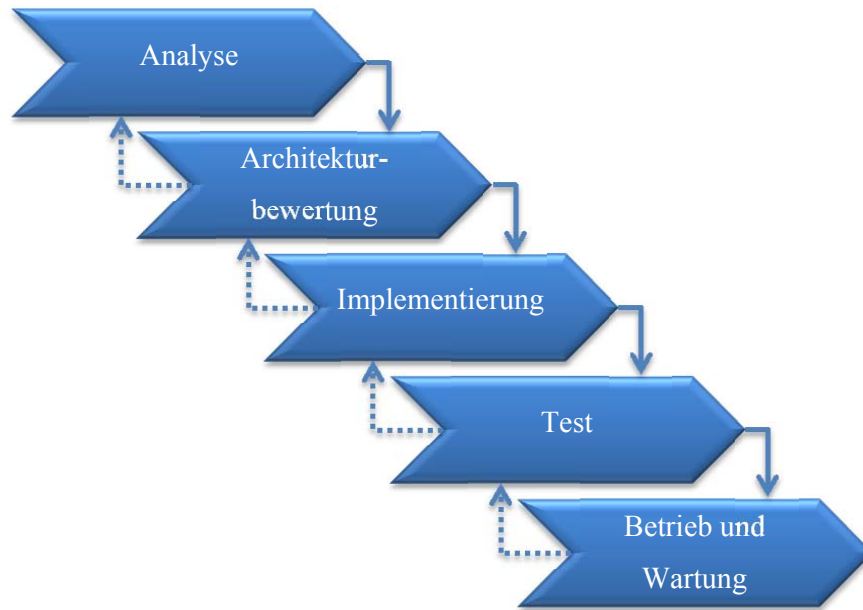 Analyse
Architektur-
bewertung
Implementierung
Test
Betrieb und
Wartung